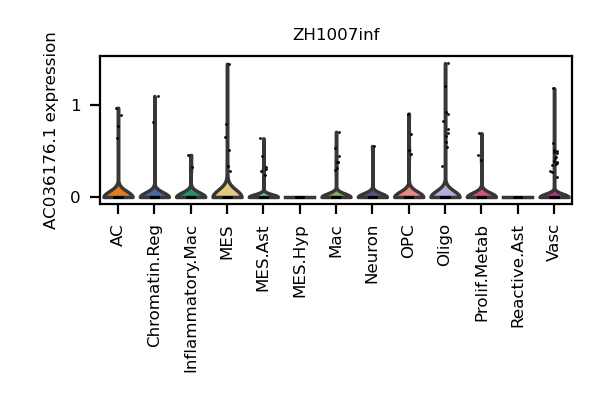 ZH1007inf
AC036176.1 expression
1
0
AC
Chromatin.Reg
Inflammatory.Mac
MES
MES.Ast
MES.Hyp
Mac
Neuron
OPC
Oligo
Prolif.Metab
Reactive.Ast
Vasc